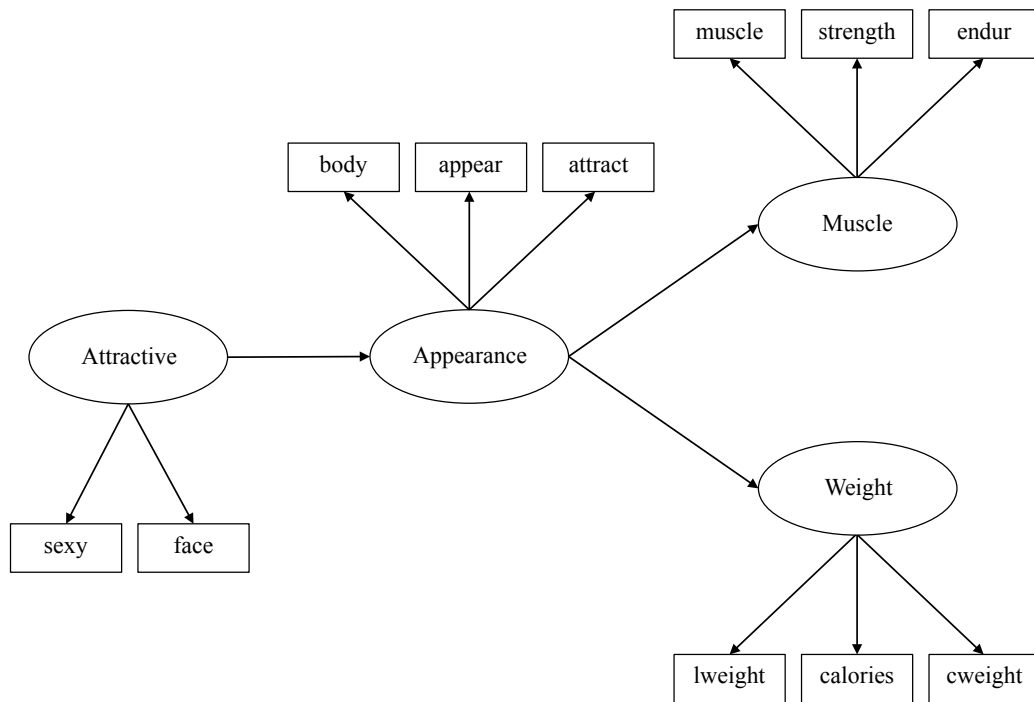 muscle
strength
endur
body
appear
attract
Muscle
Attractive
Appearance
Weight
sexy
face
lweight
calories
cweight